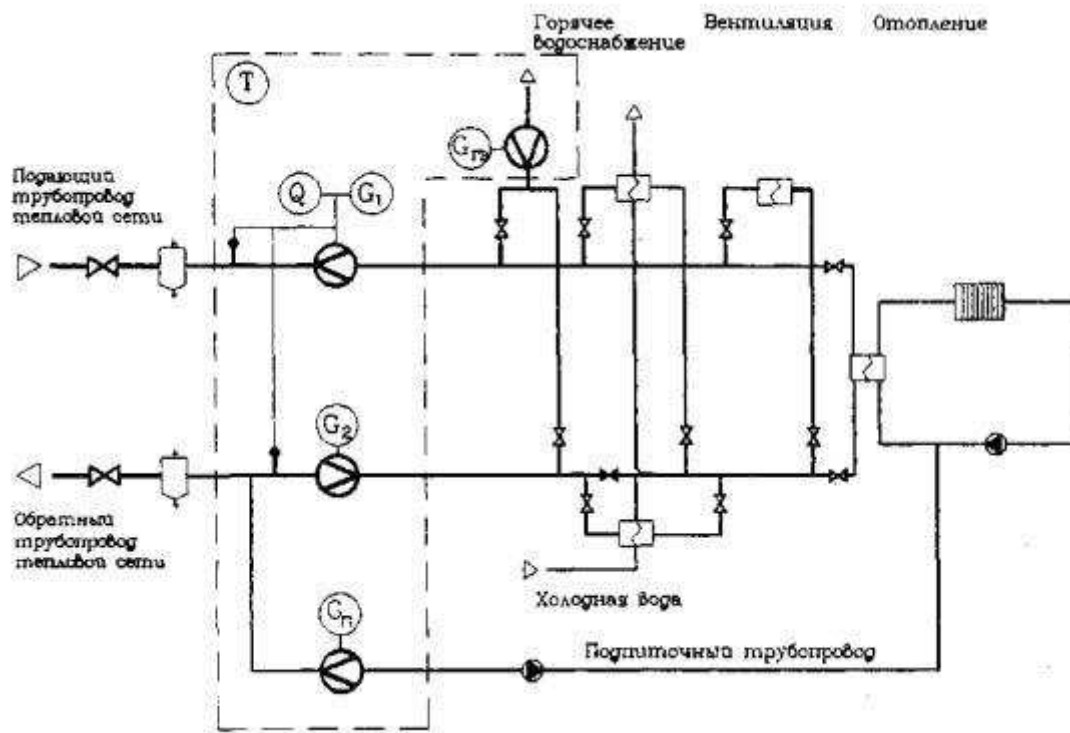 Горячее
водоснабжение
Вентиляция
Отопление
T
Gгв
Подающий
трубопровод
тепловой сети
Q
G1
G2
Обратный
трубопровод
тепловой сети
Холодная вода
Gп
Подпиточный трубопровод